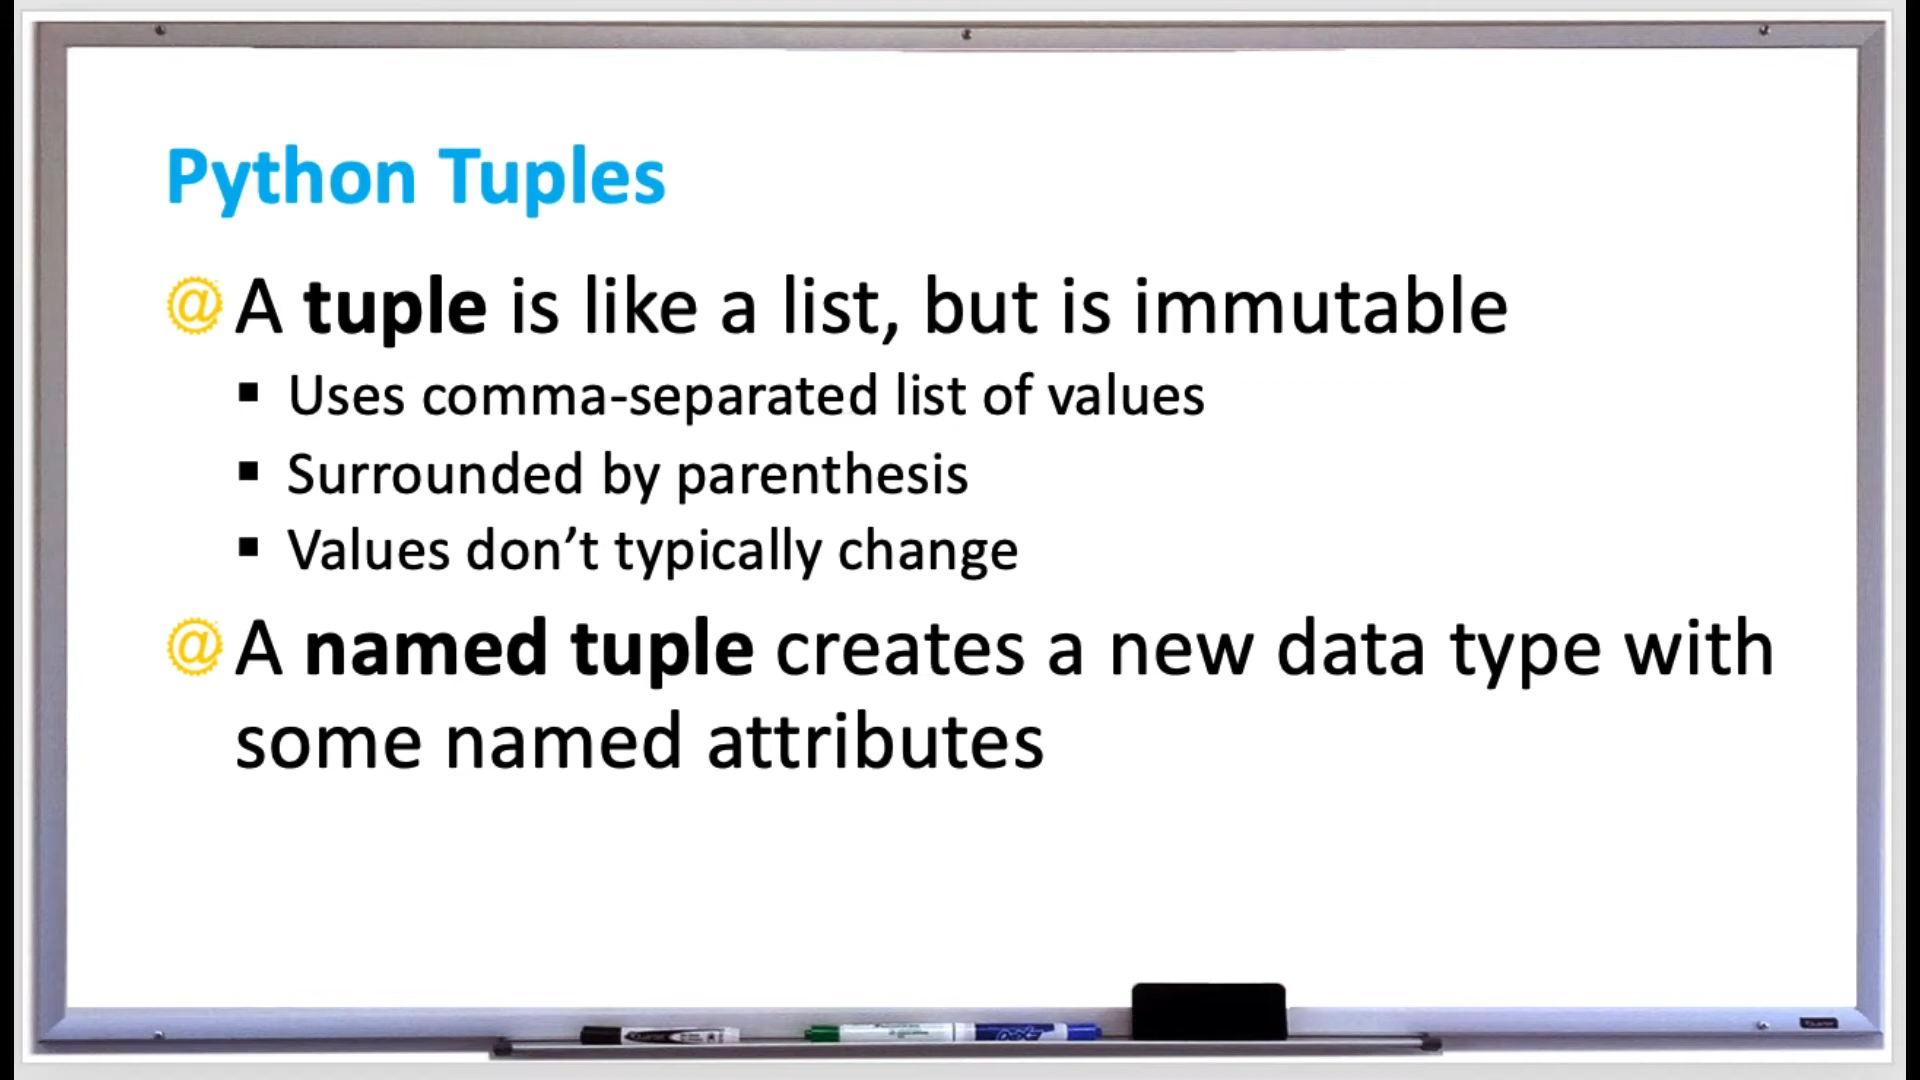 Python Tuples
@ A tuple is like a list, but is immutable
▪ Uses comma-separated list of values
▪ Surrounded by parenthesis
▪ Values don’t typically change
@ A named tuple creates a new data type with
some named attributes